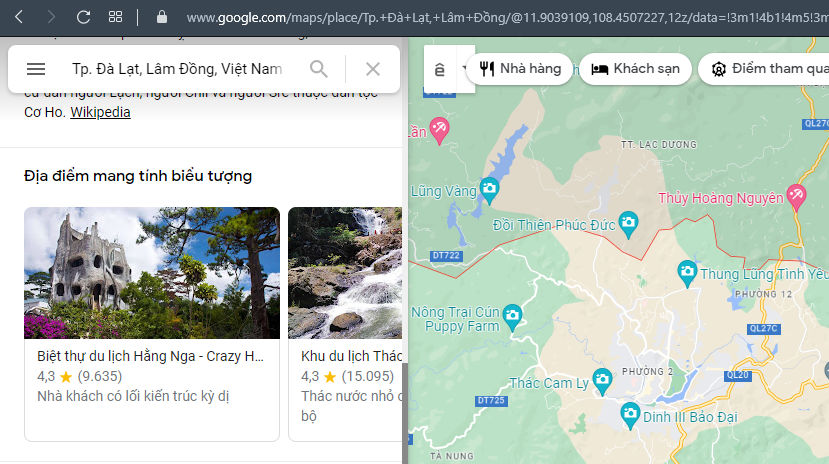 www.google.com/maps/place/Tp.+Đà+Lạt,+Lâm+Đồng/@11.9039109,108.4507227,12z/data=!3m1!4b1!4m5!3m
Tp. Đà Lạt, Lâm Đồng, Việt Nam
Nhà hàng
Khách sạn
Điểm tham qua
cư dân người Lạch, người Chil và người Srê thuộc dân tộc
Cơ Ho. Wikipedia
Địa điểm mang tính biểu tượng
Biệt thự du lịch Hằng Nga - Crazy H...
4,3 (9.635)
Nhà khách có lối kiến trúc kỳ dị
Khu du lịch Thác
4,3 (15.095)
Thác nước nhỏ
bộ
QL27C
Lần
TT. LẠC DƯƠNG
Lũng Vàng
Thủy Hoàng Nguyên
Đồi Thiên Phúc Đức
DT722
Thung Lũng Tình Yêu
PHƯỜNG 12
Nông Trại Cún
Puppy Farm
QL27C
PHƯỜNG 2
QL20
Thác Cam Ly
DT725
Dinh III Bảo Đại
TÀ NUNG